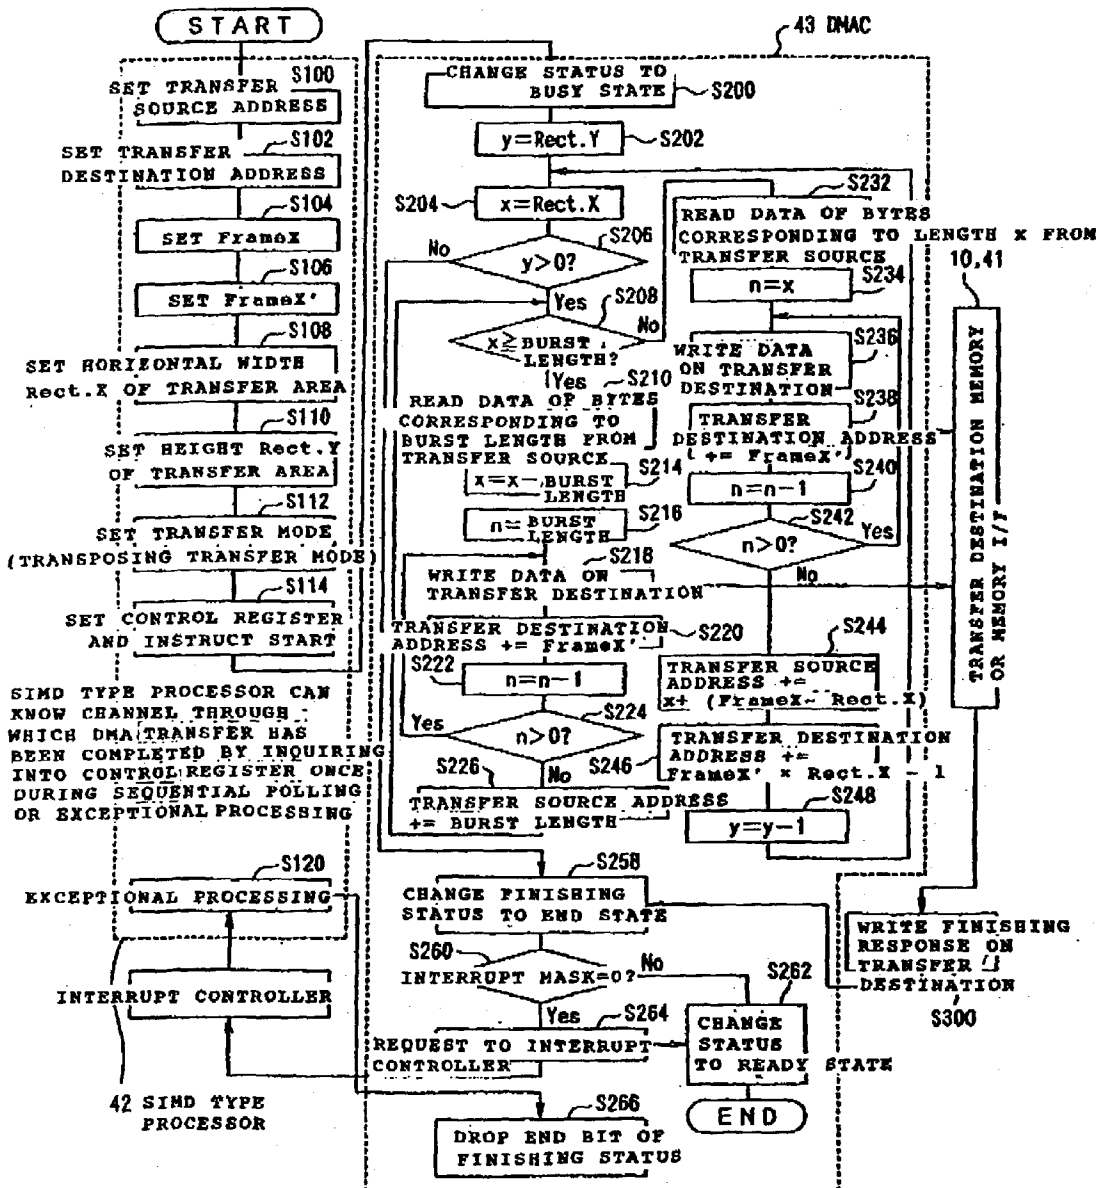 START
43 DMAC
S100
SET TRANSFER
SOURCE ADDRESS
S102
SET TRANSFER
DESTINATION ADDRESS
S104
SET FrameX
S106
SET FrameX'
S108
SET HORIZONTAL WIDTH
Rect.X OF TRANSFER AREA
S110
SET HEIGHT Rect.Y
OF TRANSFER AREA
S112
SET TRANSFER MODE
(TRANSPOSING TRANSFER MODE)
S114
SET CONTROL REGISTER
AND INSTRUCT START
SIMD TYPE PROCESSOR CAN
KNOW CHANNEL THROUGH
WHICH DMA TRANSFER HAS
BEEN COMPLETED BY INQUIRING
INTO CONTROL REGISTER ONCE
DURING SEQUENTIAL POLLING
OR EXCEPTIONAL PROCESSING
S120
EXCEPTIONAL PROCESSING
INTERRUPT CONTROLLER
42 SIMD TYPE
PROCESSOR
CHANGE STATUS TO
BUSY STATE
S200
y=Rect.Y
S202
S204
x=Rect.X
S206
No
y>0?
Yes
S208
x≧BURST
LENGTH?
No
Yes
S210
READ DATA OF BYTES
CORRESPONDING TO
BURST LENGTH FROM
TRANSFER SOURCE
S214
x=x-BURST
LENGTH
S216
n=BURST
LENGTH
S218
WRITE DATA ON
TRANSFER DESTINATION
TRANSFER DESTINATION
ADDRESS += FrameX'
S220
S222
n=n-1
S224
Yes
n>0?
No
S226
TRANSFER SOURCE ADDRESS
+= BURST LENGTH
S232
READ DATA OF BYTES
CORRESPONDING TO LENGTH X FROM
TRANSFER SOURCE
S234
n=x
S236
WRITE DATA
ON TRANSFER
DESTINATION
S238
TRANSFER
DESTINATION ADDRESS
+= FrameX'
S240
n=n-1
S242
n>0?
Yes
No
S244
TRANSFER SOURCE
ADDRESS +=
x+ (FrameX- Rect.X)
S246
TRANSFER DESTINATION
ADDRESS +=
FrameX' × Rect.X - 1
S248
y=y-1
10,41
TRANSFER DESTINATION MEMORY
OR MEMORY I/F
S258
CHANGE FINISHING
STATUS TO END STATE
S260
INTERRUPT MASK=0?
No
Yes
S262
CHANGE
STATUS
TO READY STATE
S264
REQUEST TO INTERRUPT
CONTROLLER
END
S266
DROP END BIT OF
FINISHING STATUS
WRITE FINISHING
RESPONSE ON
TRANSFER
DESTINATION
S300